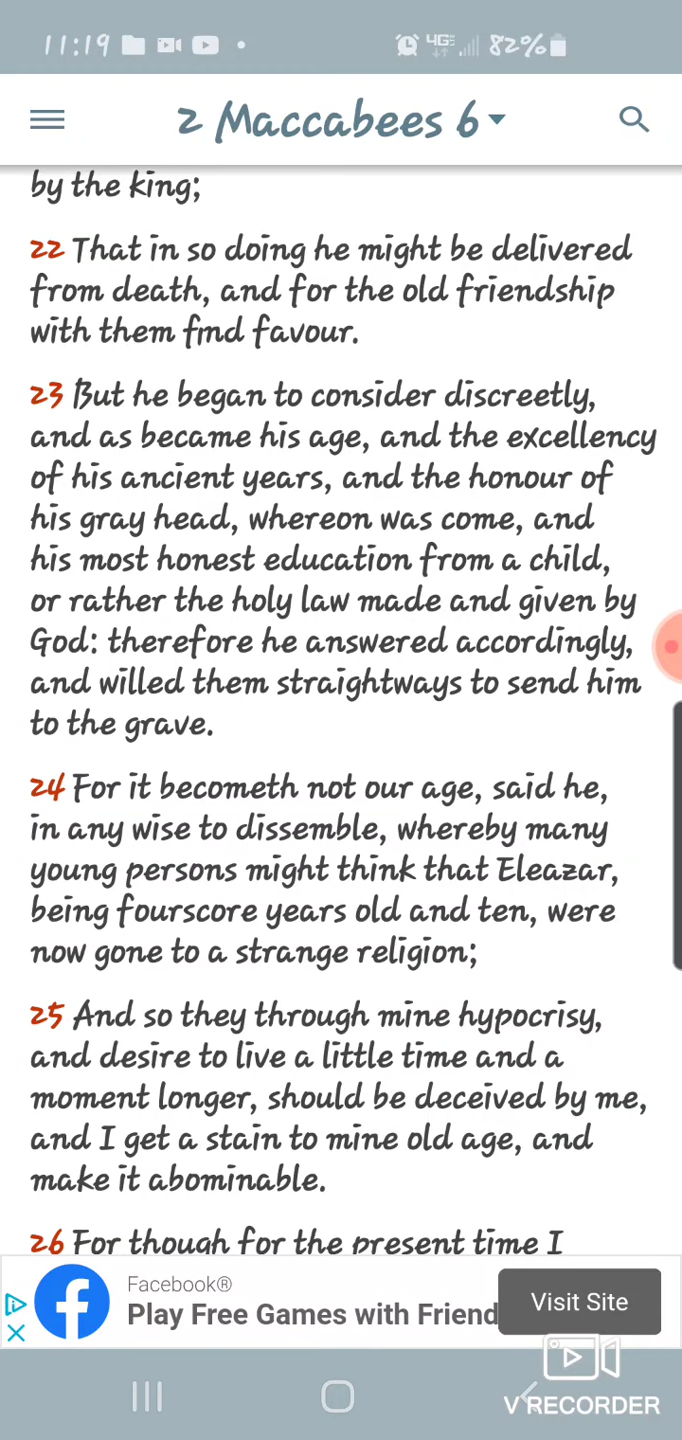 11:19
4GE 82%
2 Maccabees 6
by the king;
22 That in so doing he might be delivered
from death, and for the old friendship
with them find favour.
23 But he began to consider discreetly,
and as became his age, and the excellency
of his ancient years, and the honour of
his gray head, whereon was come, and
his most honest education from a child,
or rather the holy law made and given by
God: therefore he answered accordingly,
and willed them straightways to send him
to the grave.
24 For it becometh not our age, said he,
in any wise to dissemble, whereby many
young persons might think that Eleazar,
being fourscore years old and ten, were
now gone to a strange religion;
25 And so they through mine hypocrisy,
and desire to live a little time and a
moment longer, should be deceived by me,
and I get a stain to mine old age, and
make it abominable.
26 For though for the present time I
Facebook®
Play Free Games with Friend
Visit Site
V RECORDER